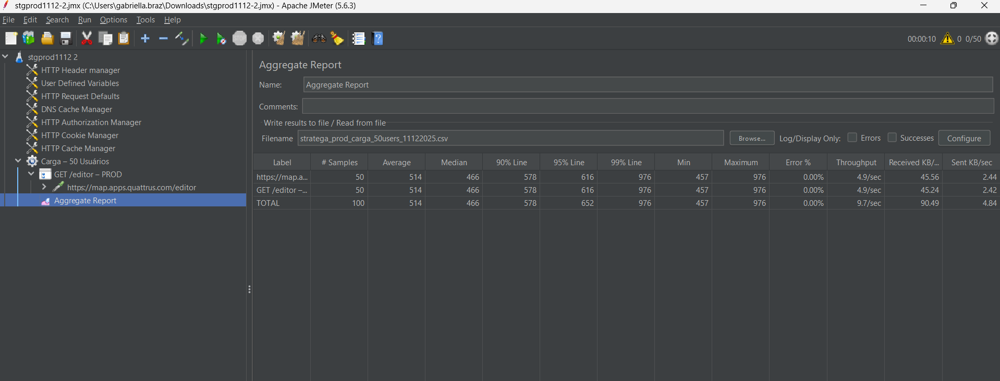 stgprod1112-2.jmx (C:\Users\gabriella.braz\Downloads\stgprod1112-2.jmx) - Apache JMeter (5.6.3)
File Edit Search Run Options Tools Help
STOP 00:00:10 0 0/50
stgprod1112 2
HTTP Header manager
User Defined Variables
HTTP Request Defaults
DNS Cache Manager
HTTP Authorization Manager
HTTP Cookie Manager
HTTP Cache Manager
Carga – 50 Usuários
GET /editor – PROD
https://map.apps.quattrus.com/editor
Aggregate Report
Aggregate Report
Name: Aggregate Report
Comments:
Write results to file / Read from file
Filename stratega_prod_carga_50users_11122025.csv Browse... Log/Display Only: Errors Successes Configure
Label # Samples Average Median 90% Line 95% Line 99% Line Min Maximum Error % Throughput Received KB/... Sent KB/sec
https://map.a... 50 514 466 578 616 976 457 976 0.00% 4.9/sec 45.56 2.44
GET /editor –... 50 514 466 578 616 976 457 976 0.00% 4.9/sec 45.24 2.42
TOTAL 100 514 466 578 652 976 457 976 0.00% 9.7/sec 90.49 4.84